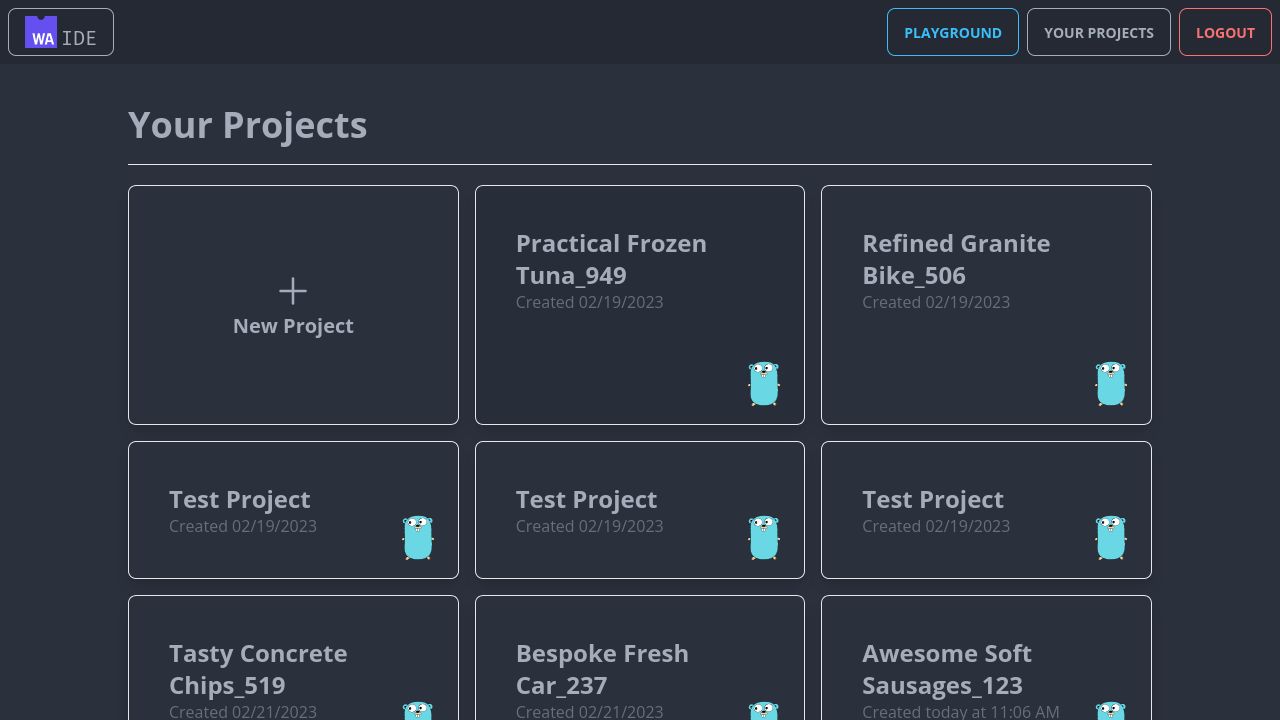 WA IDE
PLAYGROUND
YOUR PROJECTS
LOGOUT
Your Projects
New Project
Practical Frozen
Tuna_949
Created 02/19/2023
Refined Granite
Bike_506
Created 02/19/2023
Test Project
Created 02/19/2023
Test Project
Created 02/19/2023
Test Project
Created 02/19/2023
Tasty Concrete
Chips_519
Created 02/21/2023
Bespoke Fresh
Car_237
Created 02/21/2023
Awesome Soft
Sausages_123
Created today at 11:06 AM